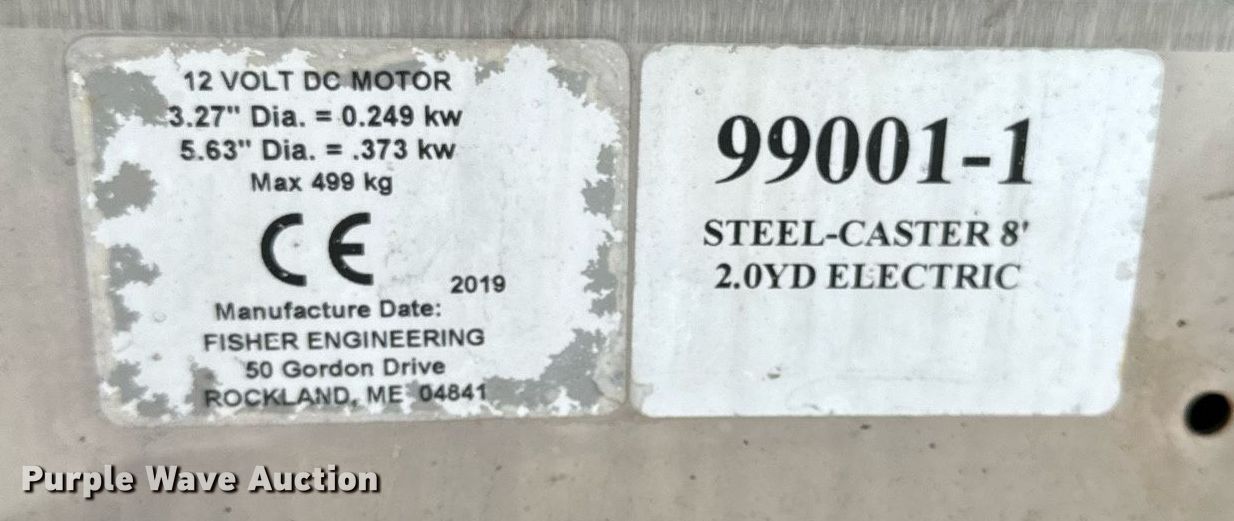 12 VOLT DC MOTOR
3.27" Dia. = 0.249 kw
5.63" Dia. = .373 kw
Max 499 kg
CE
2019
Manufacture Date:
FISHER ENGINEERING
50 Gordon Drive
ROCKLAND, ME 04841
99001-1
STEEL-CASTER 8'
2.0YD ELECTRIC
Purple Wave Auction